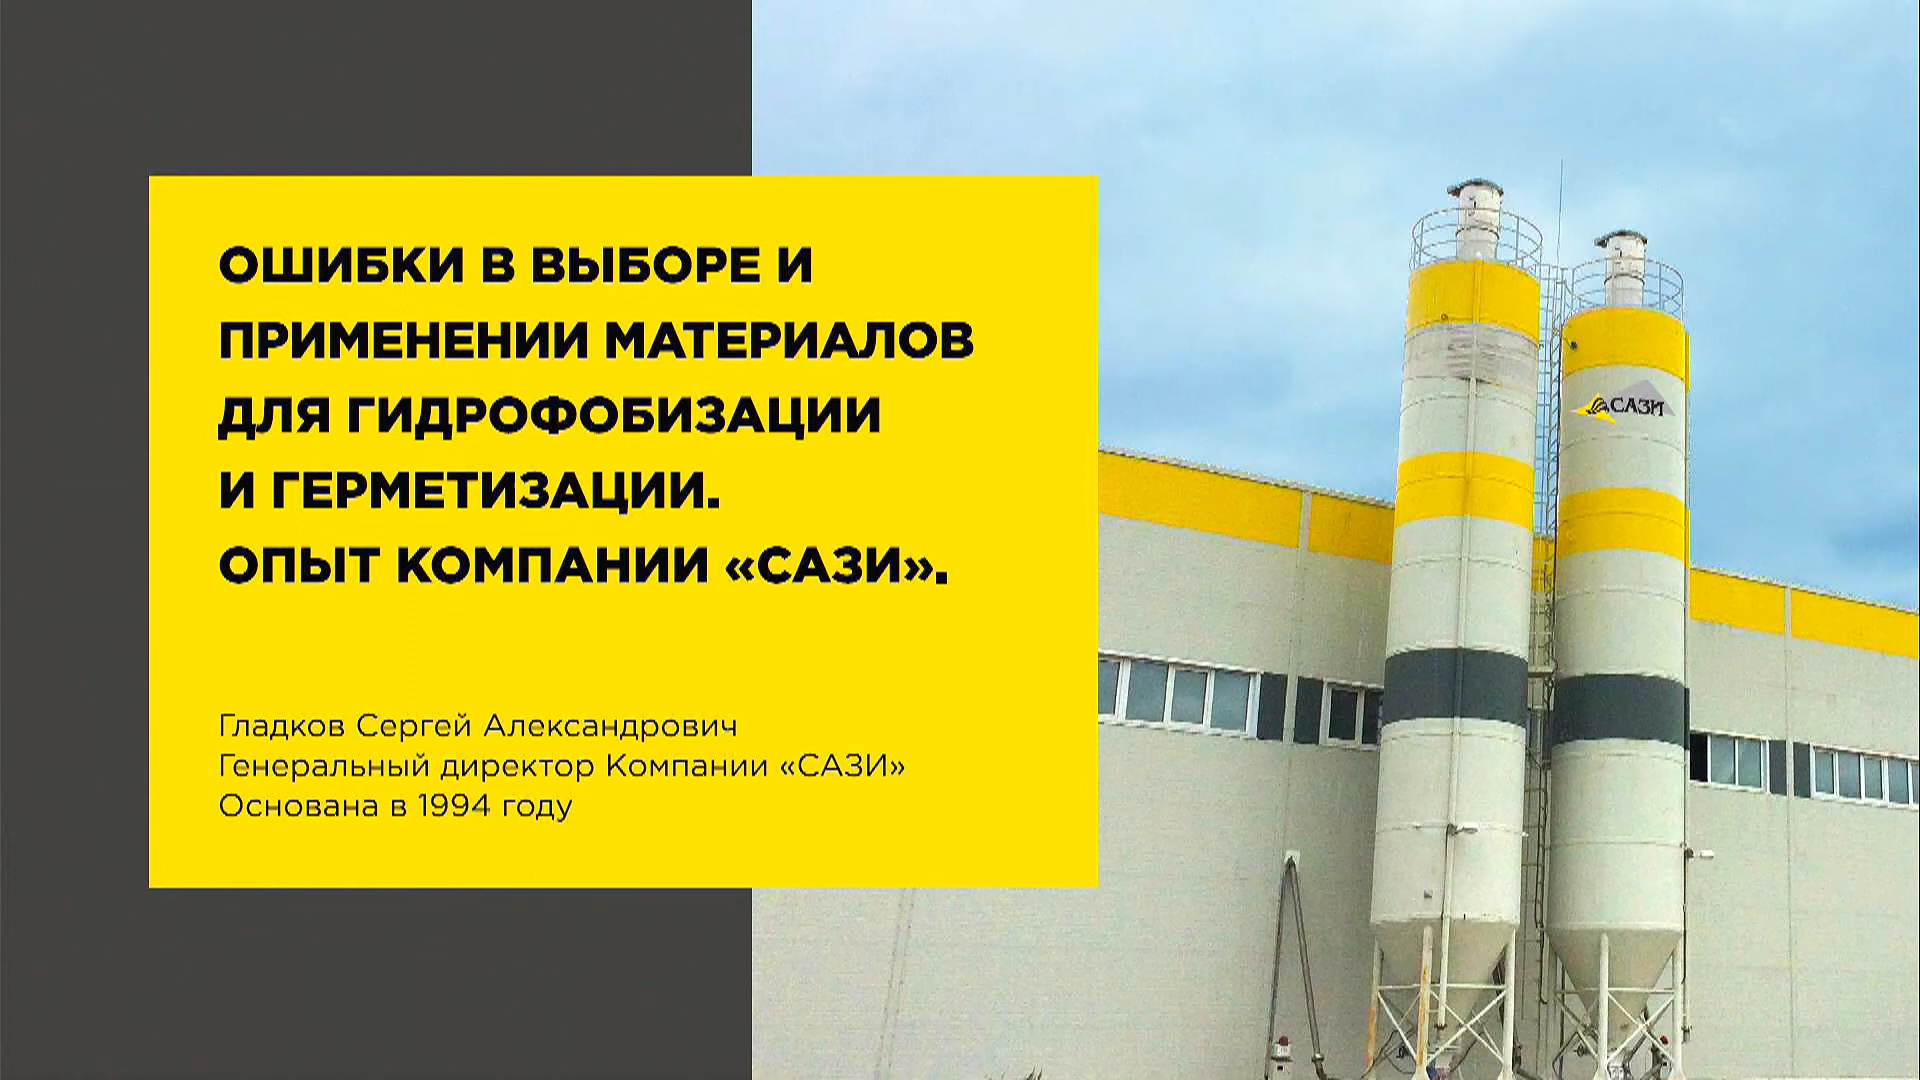 ОШИБКИ В ВЫБОРЕ И
ПРИМЕНЕНИИ МАТЕРИАЛОВ
ДЛЯ ГИДРОФОБИЗАЦИИ
И ГЕРМЕТИЗАЦИИ.
ОПЫТ КОМПАНИИ «САЗИ».
Гладков Сергей Александрович
Генеральный директор Компании «САЗИ»
Основана в 1994 году
САЗИ